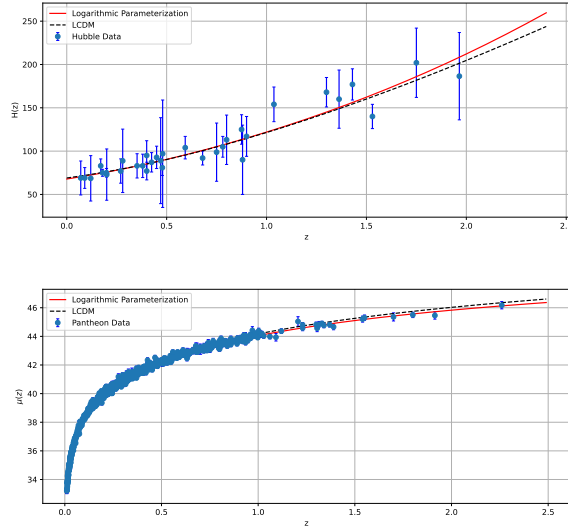 Logarithmic Parameterization
LCDM
Hubble Data
H(z)
250
200
150
100
50
0.0
0.5
1.0
1.5
2.0
2.
z
Logarithmic Parameterization
LCDM
Pantheon Data
μ(z)
46
44
42
40
38
36
34
0.0
0.5
1.0
1.5
2.0
2.5
z